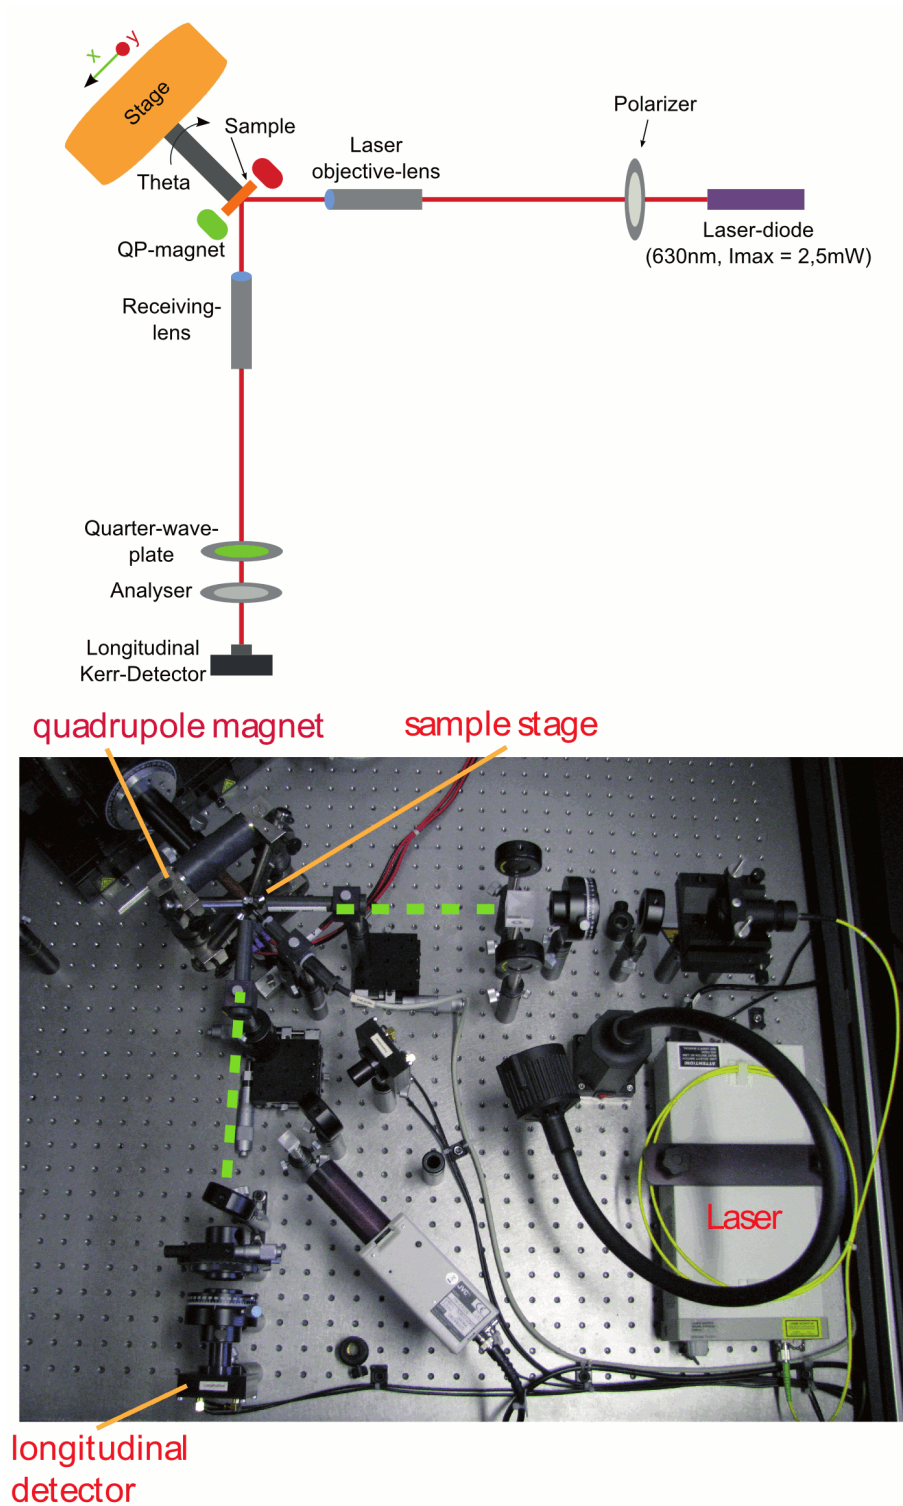 x
y
Stage
Sample
Theta
QP-magnet
Laser
objective-lens
Polarizer
Laser-diode
(630nm, Imax = 2,5mW)
Receiving-
lens
Quarter-wave-
plate
Analyser
Longitudinal
Kerr-Detector
quadrupole magnet
sample stage
Laser
longitudinal
detector